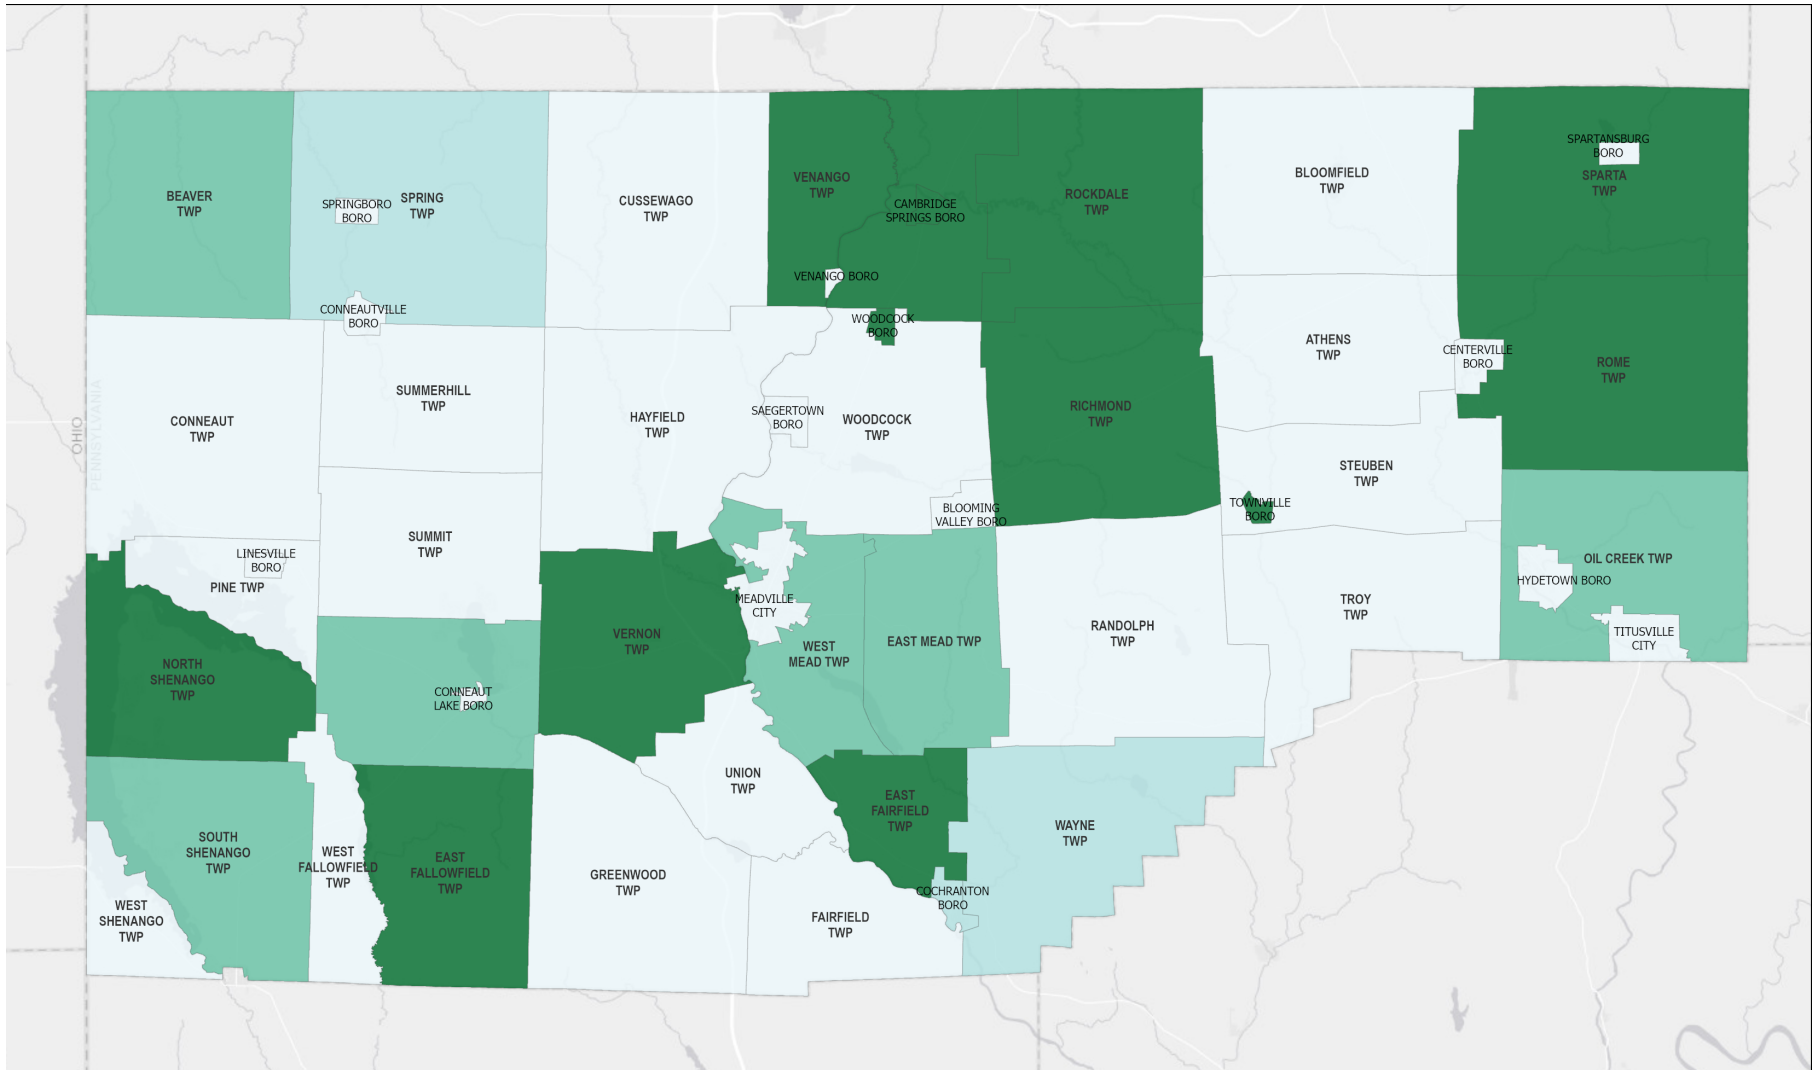 SPARTANSBURG
BORO
SPARTA
TWP
BLOOMFIELD
TWP
VENANGO
TWP
BEAVER
TWP
SPRINGBORO
BORO
SPRING
TWP
CUSSEWAGO
TWP
CAMBRIDGE
SPRINGS BORO
ROCKDALE
TWP
VENANGO BORO
CONNEAUTVILLE
BORO
WOODCOCK
BORO
ATHENS
TWP
CENTERVILLE
BORO
ROME
TWP
SUMMERHILL
TWP
CONNEAUT
TWP
HAYFIELD
TWP
SAEGERTOWN
BORO
WOODCOCK
TWP
RICHMOND
TWP
OHIO
PENNSYLVANIA
STEUBEN
TWP
TOWNVILLE
BORO
BLOOMING
VALLEY BORO
SUMMIT
TWP
LINESVILLE
BORO
PINE TWP
OIL CREEK TWP
HYDETOWN BORO
MEADVILLE
CITY
TROY
TWP
TITUSVILLE
CITY
VERNON
TWP
WEST
MEAD TWP
EAST MEAD TWP
RANDOLPH
TWP
NORTH
SHENANGO
TWP
CONNEAUT
LAKE BORO
UNION
TWP
EAST
FAIRFIELD
TWP
WAYNE
TWP
SOUTH
SHENANGO
TWP
WEST
FALLOWFIELD
TWP
EAST
FALLOWFIELD
TWP
GREENWOOD
TWP
COCHRANTON
BORO
WEST
SHENANGO
TWP
FAIRFIELD
TWP